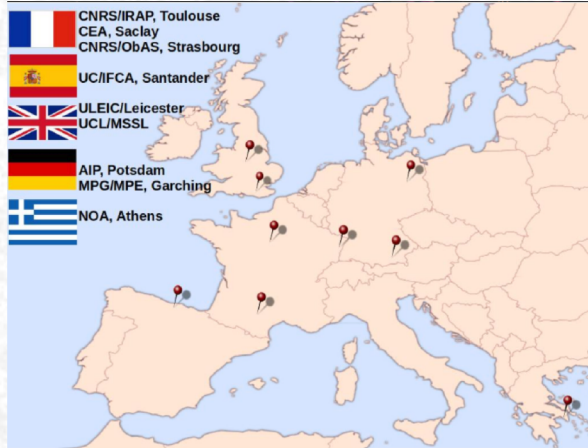 CNRS/IRAP, Toulouse
CEA, Saclay
CNRS/ObAS, Strasbourg
UC/IFCA, Santander
ULEIC/Leicester
UCL/MSSL
AIP, Potsdam
MPG/MPE, Garching
NOA, Athens